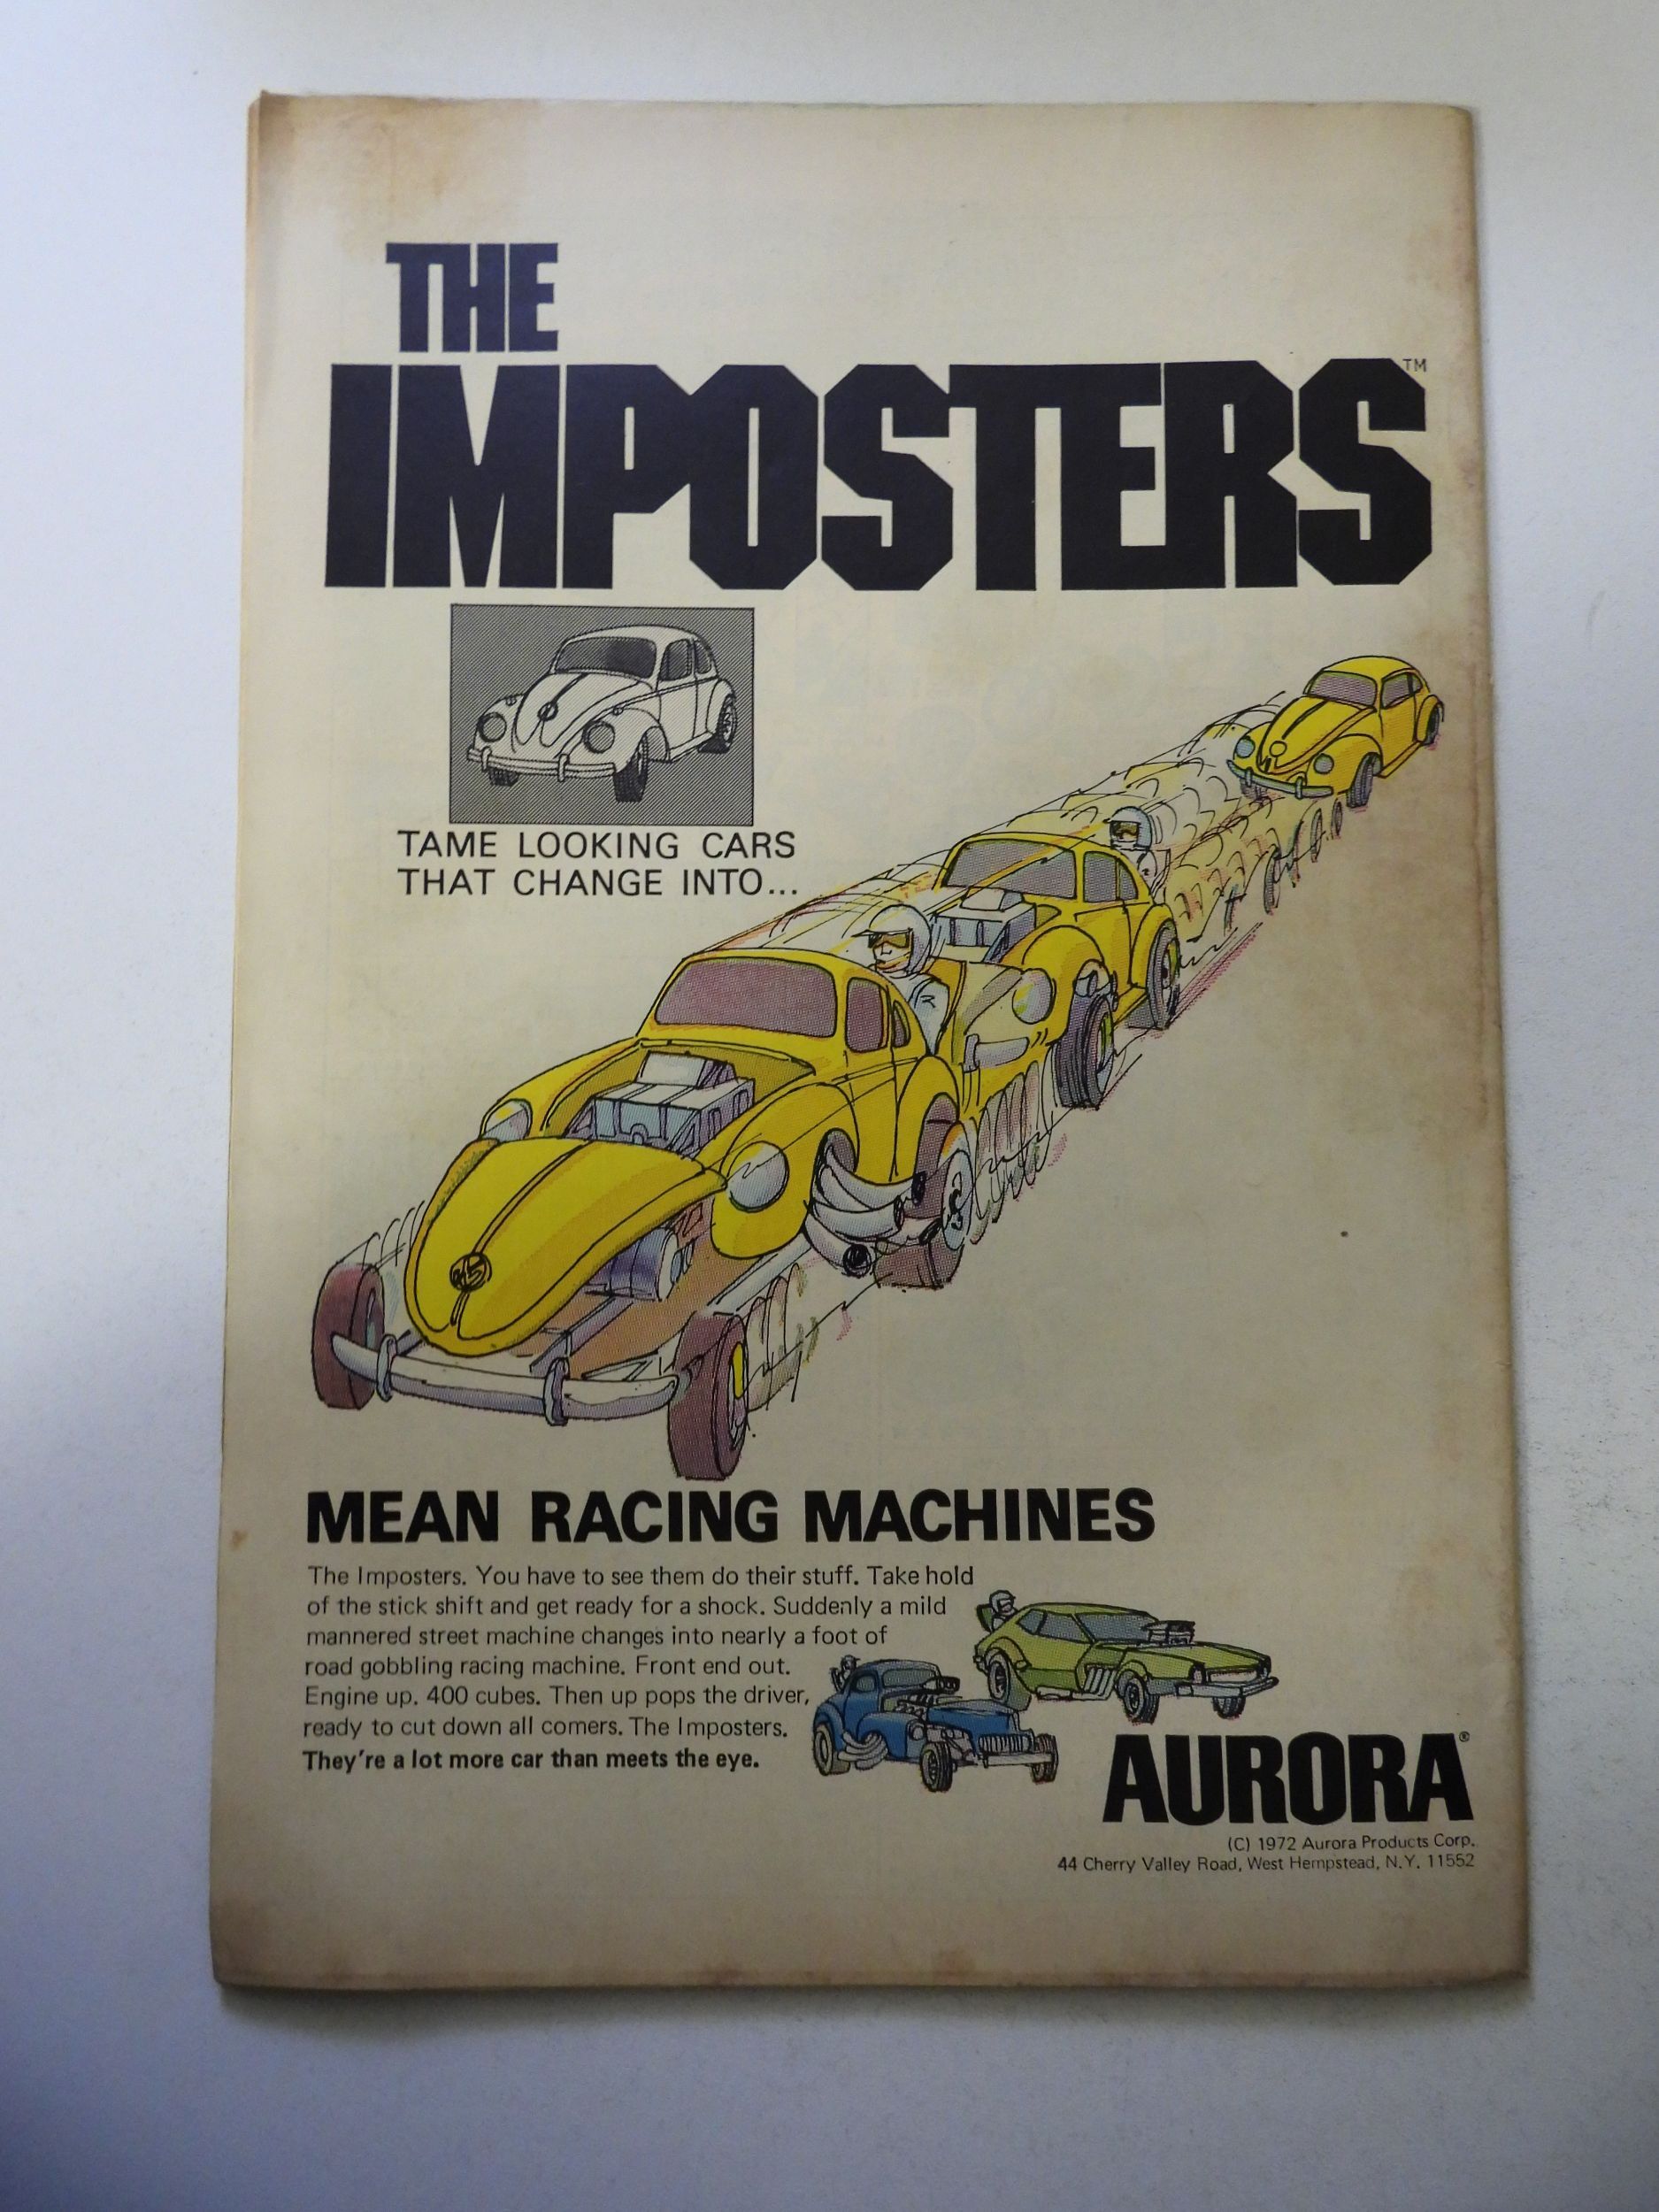 THE
IMPOSTERS™
TAME LOOKING CARS
THAT CHANGE INTO...
MEAN RACING MACHINES
The Imposters. You have to see them do their stuff. Take hold
of the stick shift and get ready for a shock. Suddenly a mild
mannered street machine changes into nearly a foot of
road gobbling racing machine. Front end out.
Engine up. 400 cubes. Then up pops the driver,
ready to cut down all comers. The Imposters.
They're a lot more car than meets the eye.
AURORA®
(C) 1972 Aurora Products Corp.
44 Cherry Valley Road, West Hempstead, N.Y. 11552